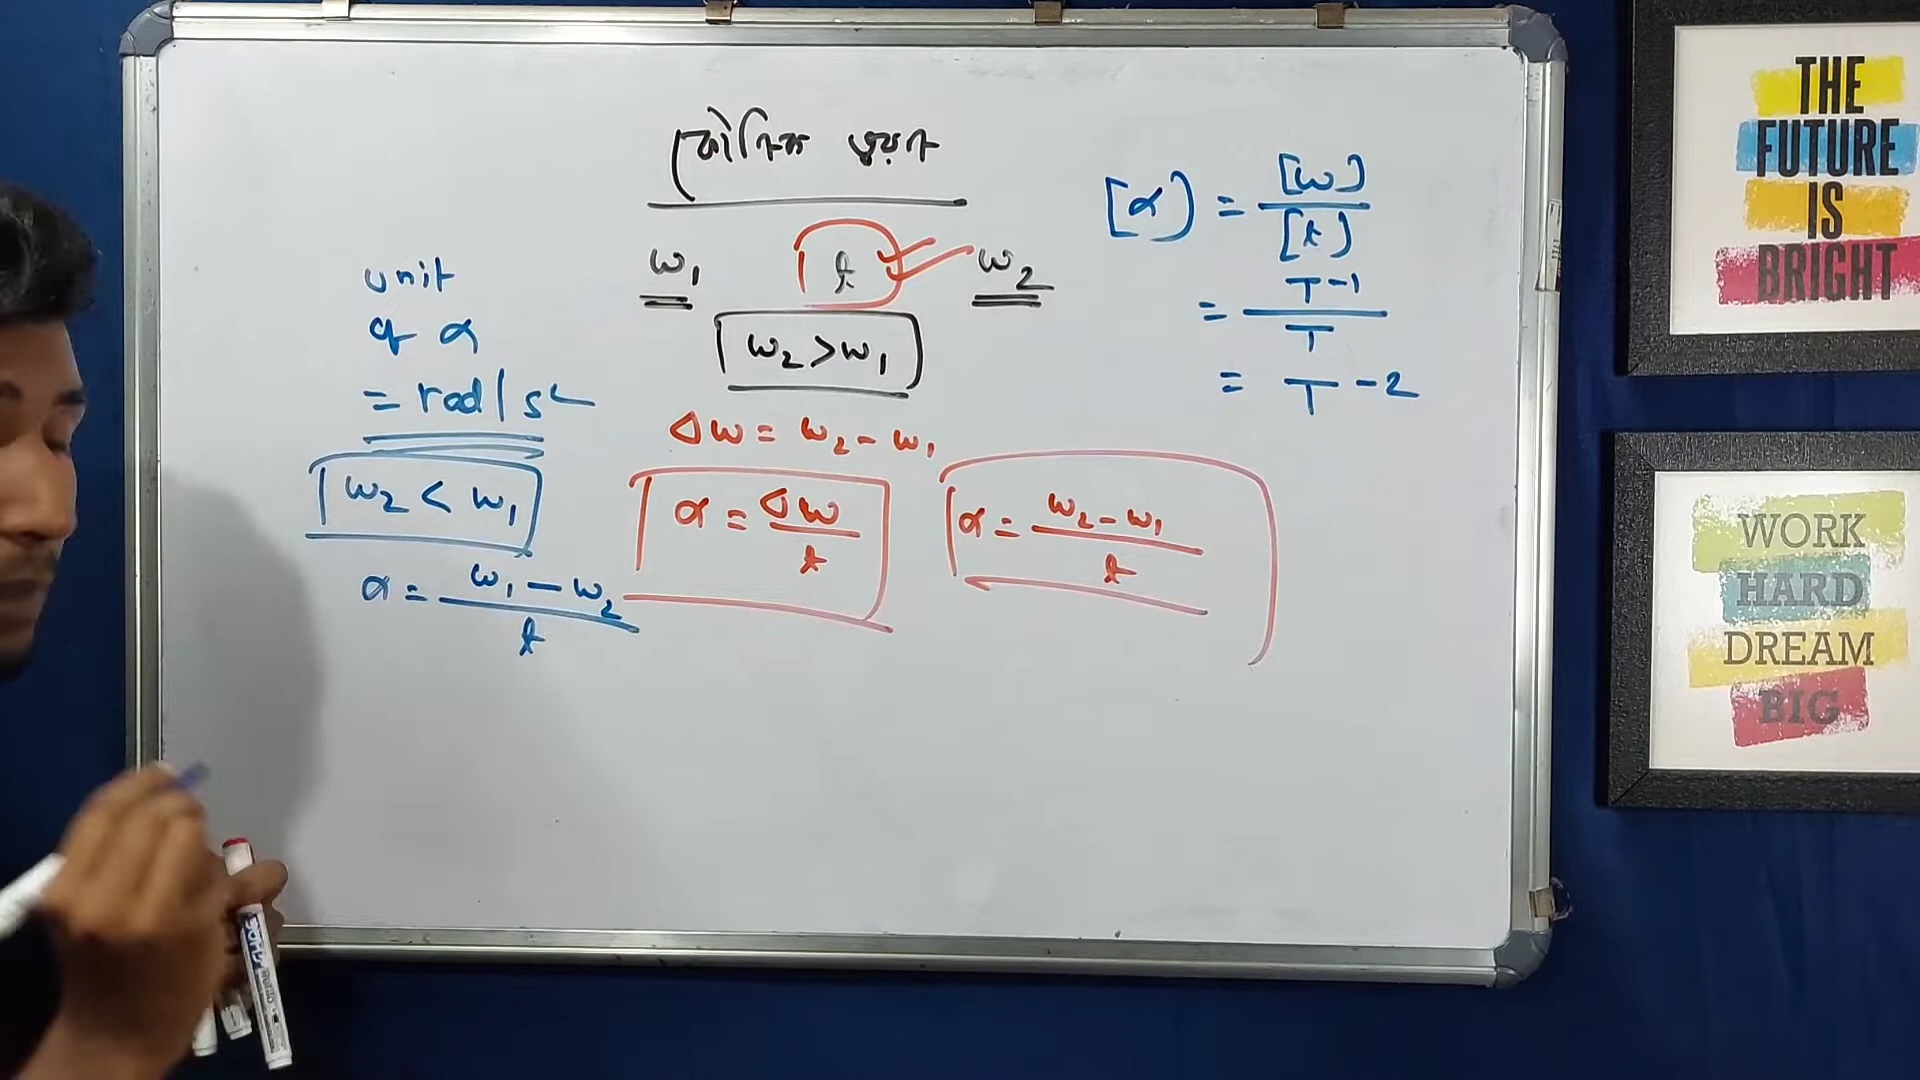 কৌনিক ত্বরণ
ω₁ t ω₂
ω₂>ω₁
Δω = ω₂-ω₁
α = Δω/t
α = ω₂-ω₁/t
unit
of α
= rad/s²
ω₂ < ω₁
α = ω₁-ω₂/t
[α] = [ω]/[t]
= T-1/T
= T-2
THE
FUTURE
IS
BRIGHT
WORK
HARD
DREAM
BIG